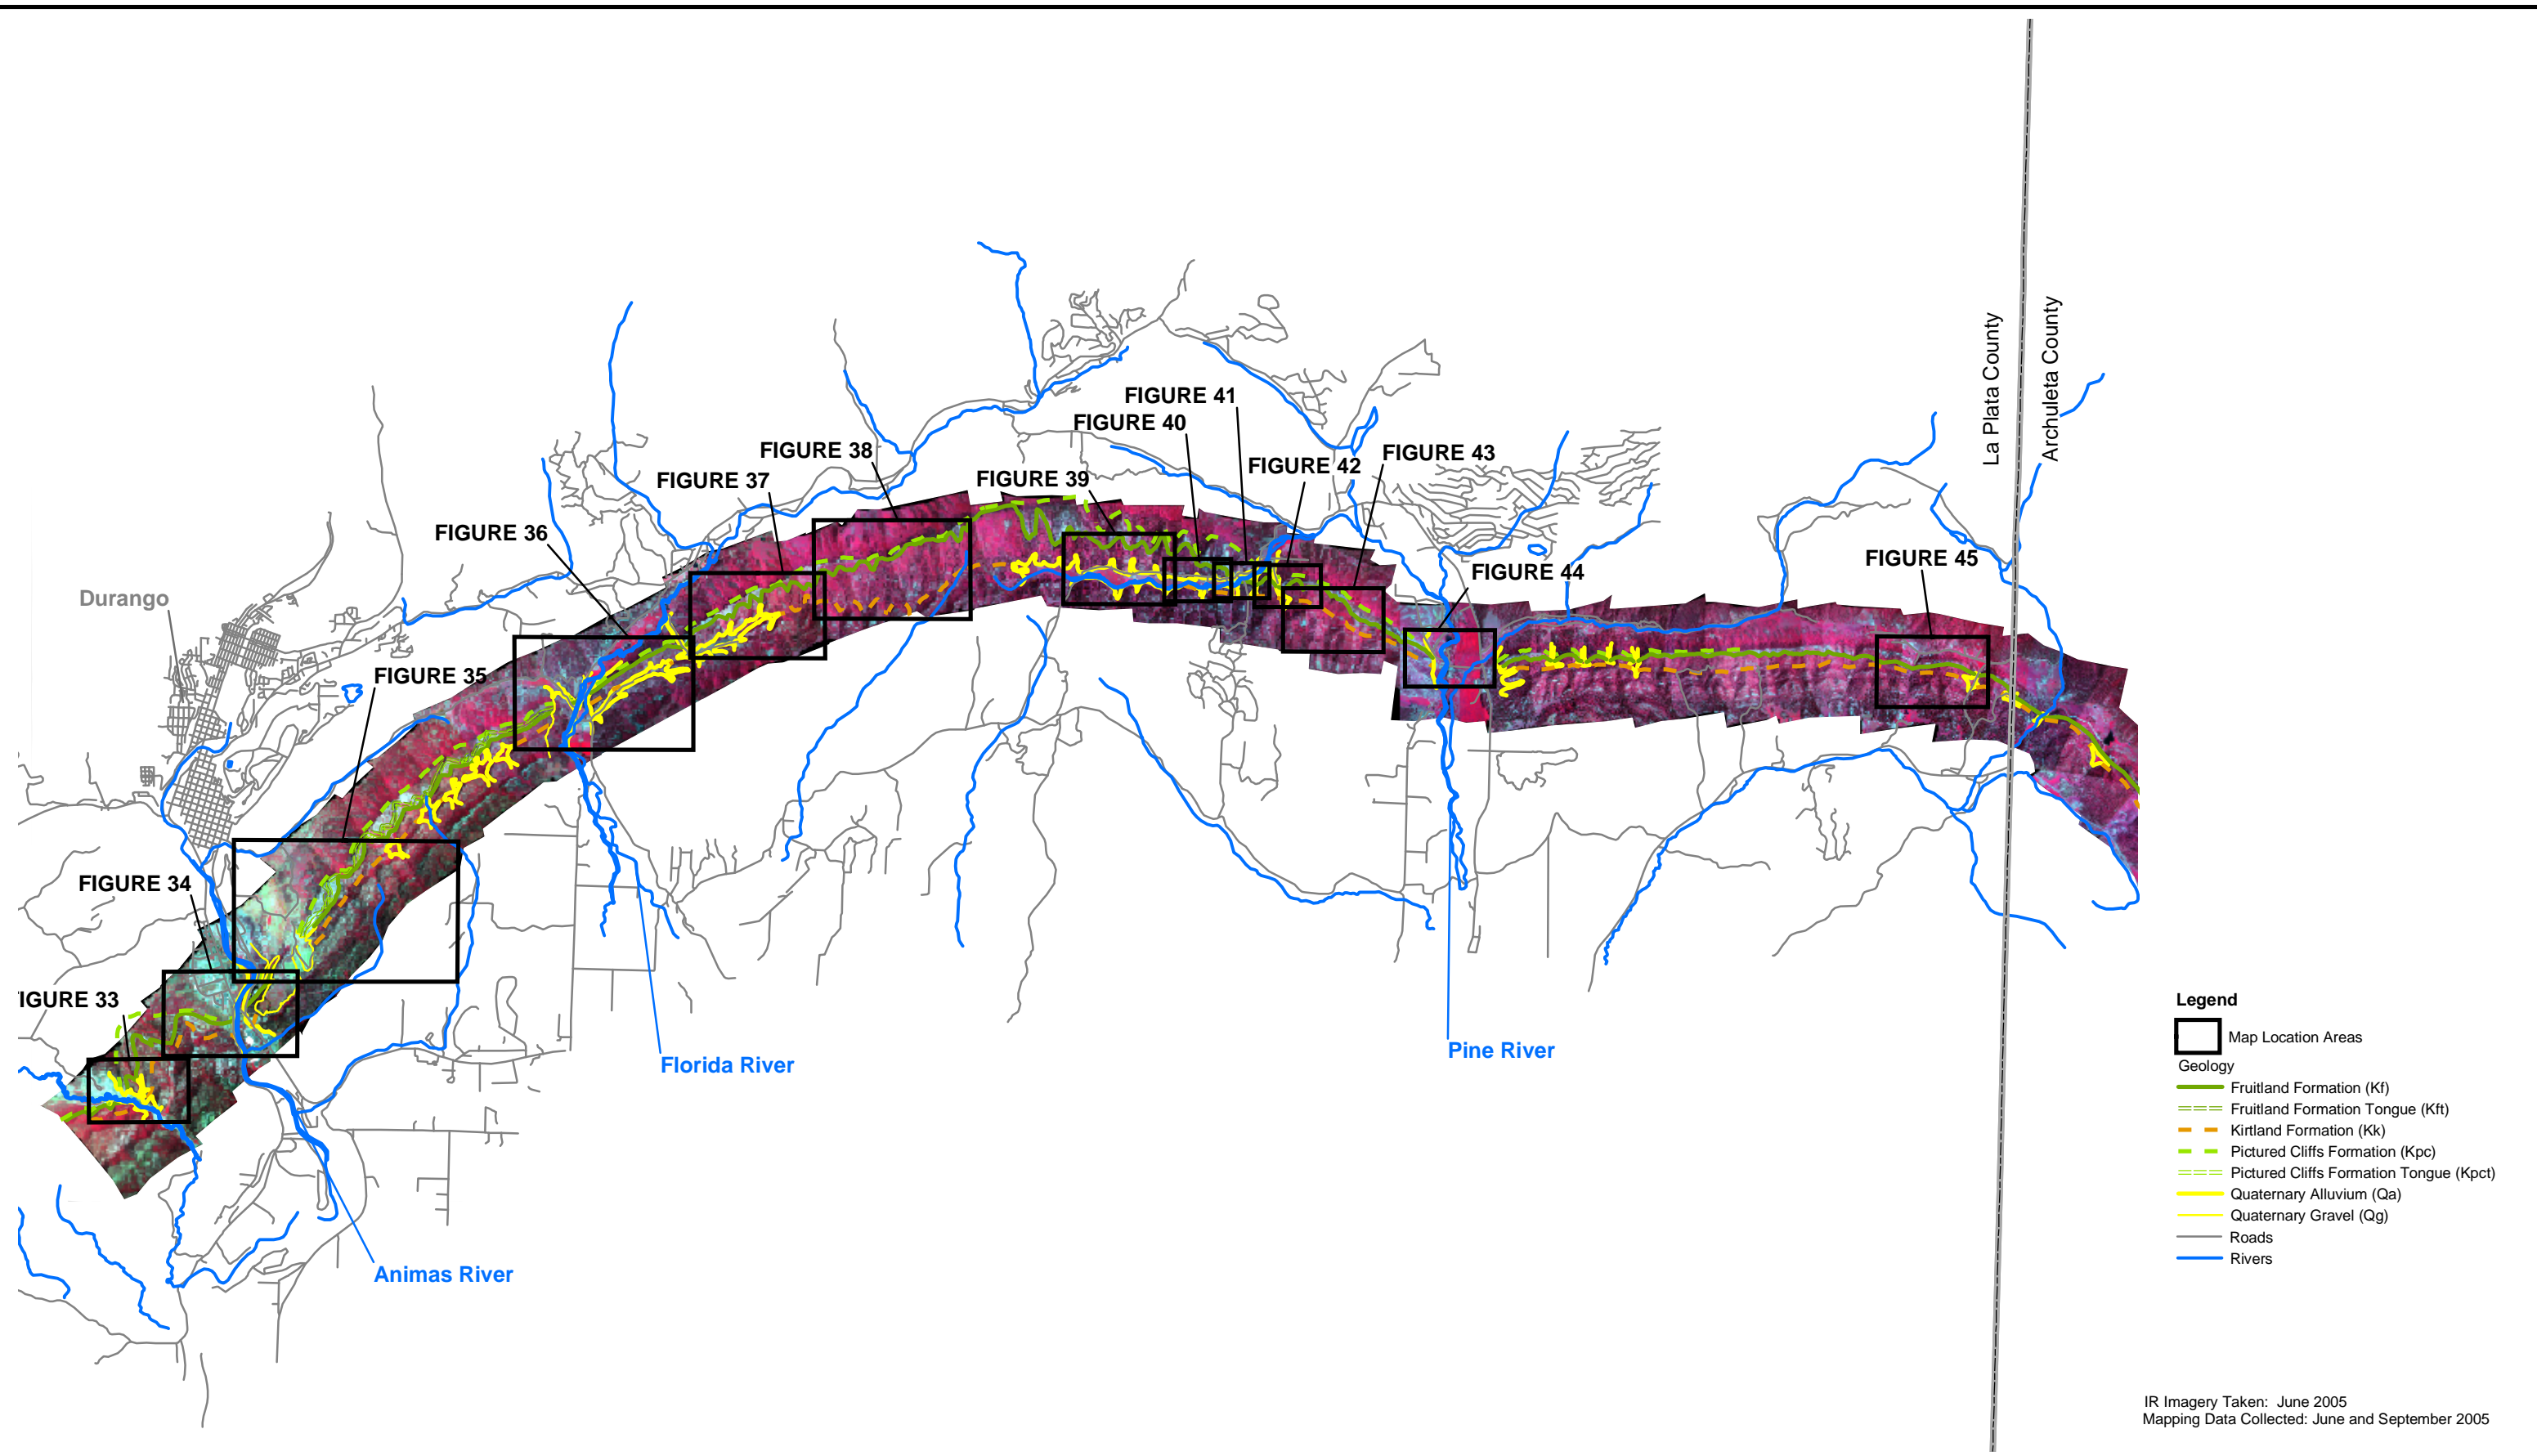 La Plata County
Archuleta County
FIGURE 41
FIGURE 40
FIGURE 38
FIGURE 42
FIGURE 43
FIGURE 37
FIGURE 39
FIGURE 36
FIGURE 45
FIGURE 44
Durango
FIGURE 35
FIGURE 34
IGURE 33
Florida River
Pine River
Animas River
Legend
Map Location Areas
Geology
Fruitland Formation (Kf)
Fruitland Formation Tongue (Kft)
Kirtland Formation (Kk)
Pictured Cliffs Formation (Kpc)
Pictured Cliffs Formation Tongue (Kpct)
Quaternary Alluvium (Qa)
Quaternary Gravel (Qg)
Roads
Rivers
IR Imagery Taken: June 2005
Mapping Data Collected: June and September 2005